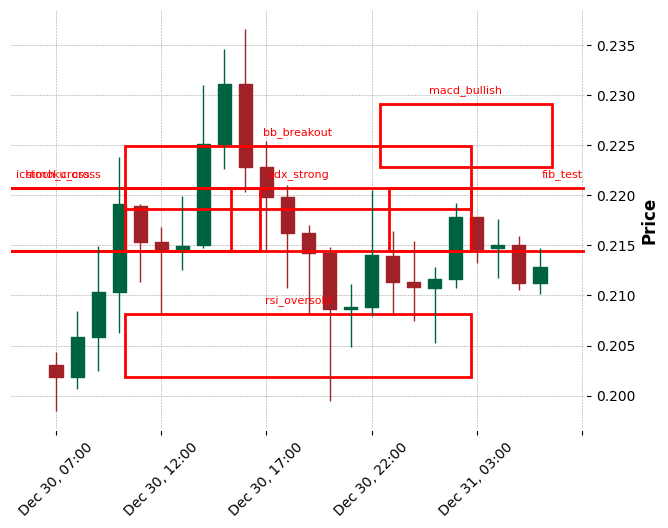 0.235
macd_bullish
0.230
bb_breakout
0.225
adx_strong
fib_test
0.220
Price
0.215
0.210
rsi_oversold
0.205
0.200
Dec 30, 07:00
Dec 30, 12:00
Dec 30, 17:00
Dec 30, 22:00
Dec 31, 03:00